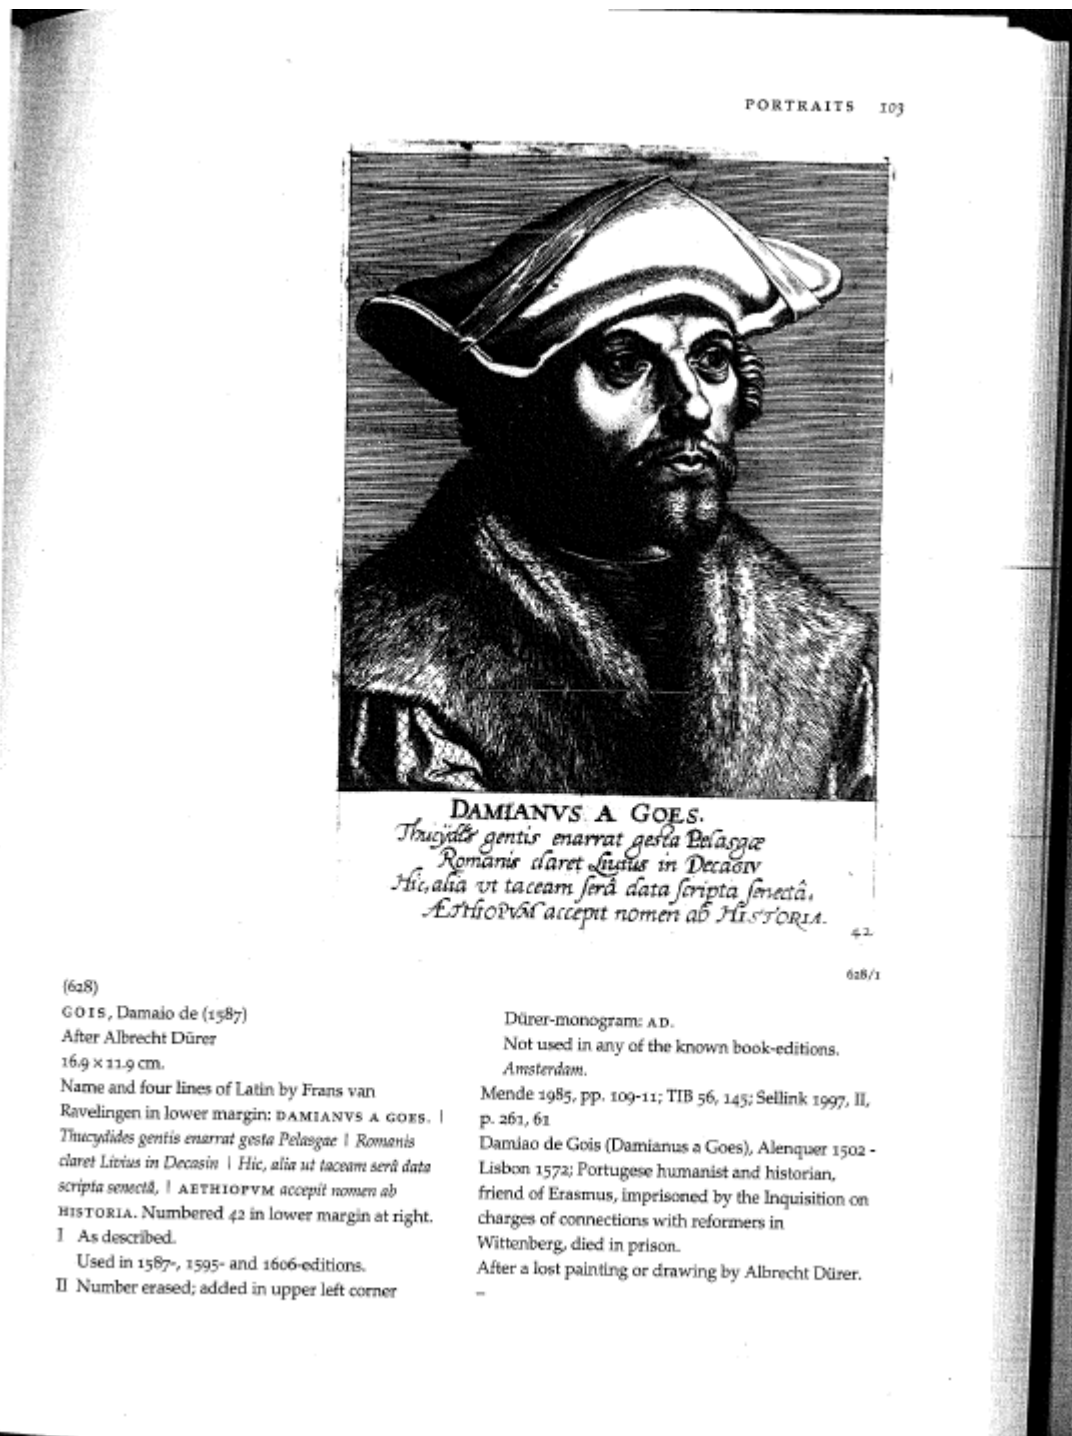 PORTRAITS 103
DAMIANVS A GOES.
Thucÿdes gentis enarrat gesta Pelasgæ
Romanis claret Liuius in Decasiv
Hic, alia vt taceam serâ data scripta senectâ,
ÆTHIOPVM accepit nomen ab HISTORIA.
42
628/1
(628)
GOIS, Damaio de (1587)
After Albrecht Dürer
16.9 × 11.9 cm.
Name and four lines of Latin by Frans van
Ravelingen in lower margin: DAMIANVS A GOES. |
Thucydides gentis enarrat gesta Pelasgae | Romanis
claret Livius in Decasin | Hic, alia ut taceam serâ data
scripta senectâ, | AETHIOPVM accepit nomen ab
HISTORIA. Numbered 42 in lower margin at right.
I As described.
Used in 1587-, 1595- and 1606-editions.
II Number erased; added in upper left corner
Dürer-monogram: AD.
Not used in any of the known book-editions.
Amsterdam.
Mende 1985, pp. 109-11; TIB 56, 145; Sellink 1997, II,
p. 261, 61
Damiao de Gois (Damianus a Goes), Alenquer 1502 -
Lisbon 1572; Portugese humanist and historian,
friend of Erasmus, imprisoned by the Inquisition on
charges of connections with reformers in
Wittenberg, died in prison.
After a lost painting or drawing by Albrecht Dürer.
–